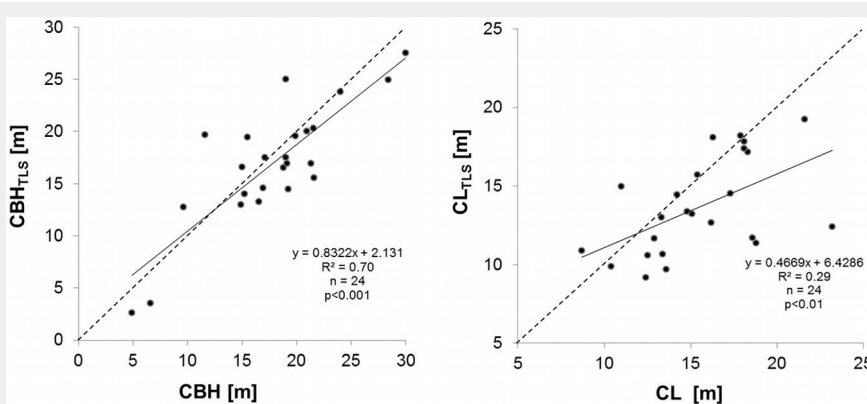 30
25
20
15
10
5
0
CBH_TLS [m]
y = 0.8322x + 2.131
R² = 0.70
n = 24
p<0.001
0 5 10 15 20 25 30
CBH [m]
25
20
15
10
5
CL_TLS [m]
y = 0.4669x + 6.4286
R² = 0.29
n = 24
p<0.01
5 10 15 20 25
CL [m]